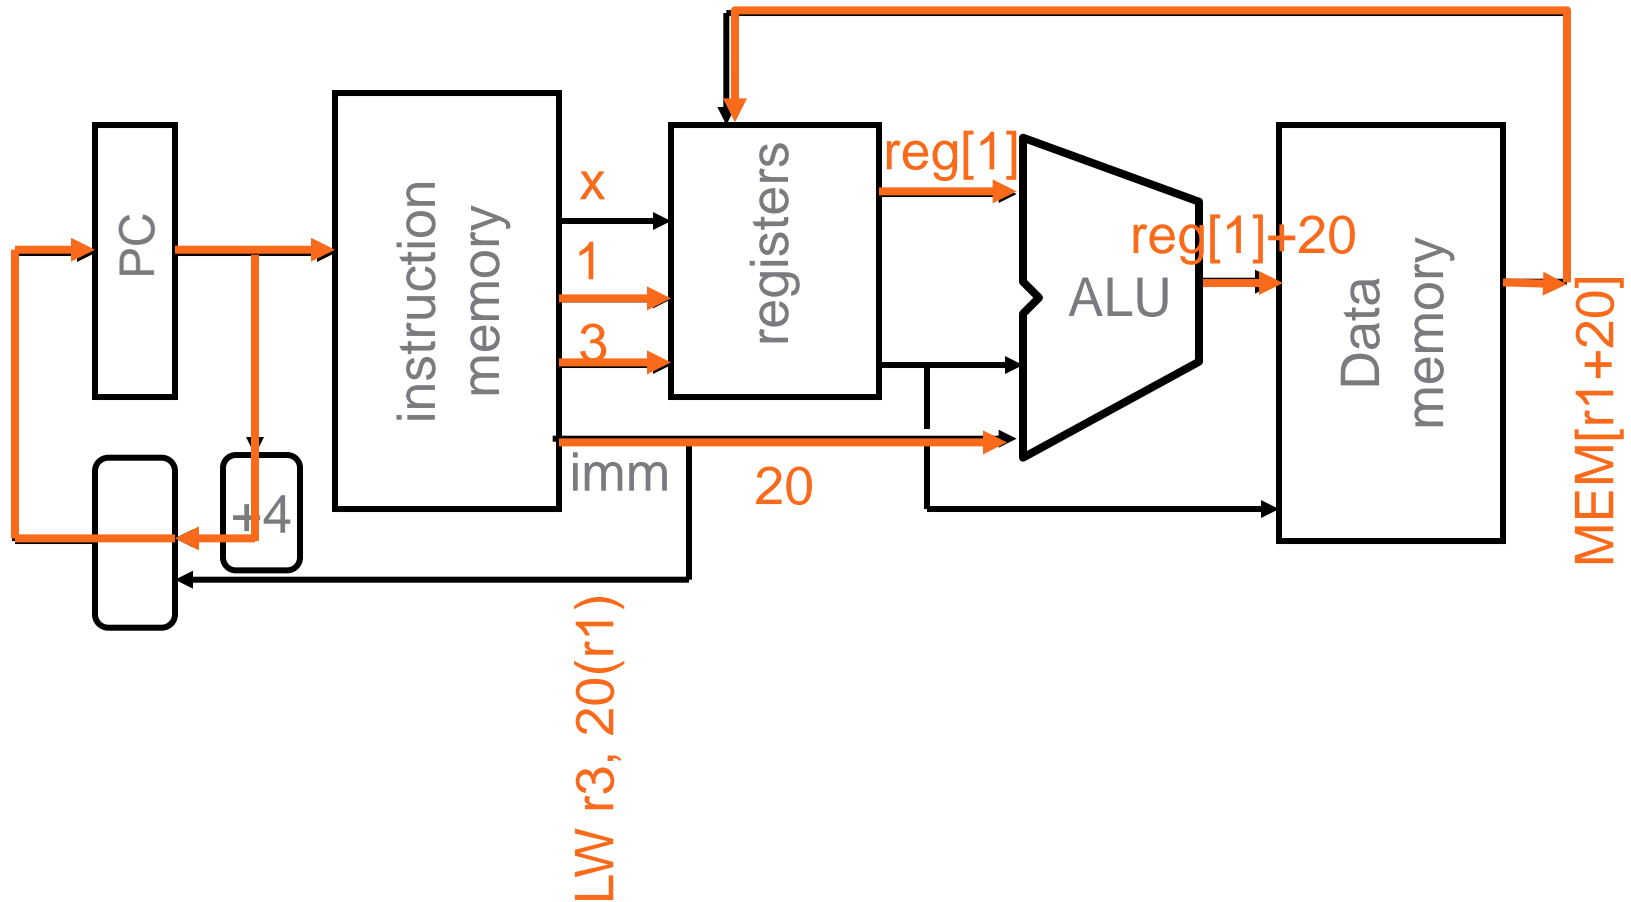 PC
instruction
memory
x
1
3
imm
20
registers
reg[1]
ALU
reg[1]+20
Data
memory
MEM[r1+20]
+4
LW r3, 20(r1)